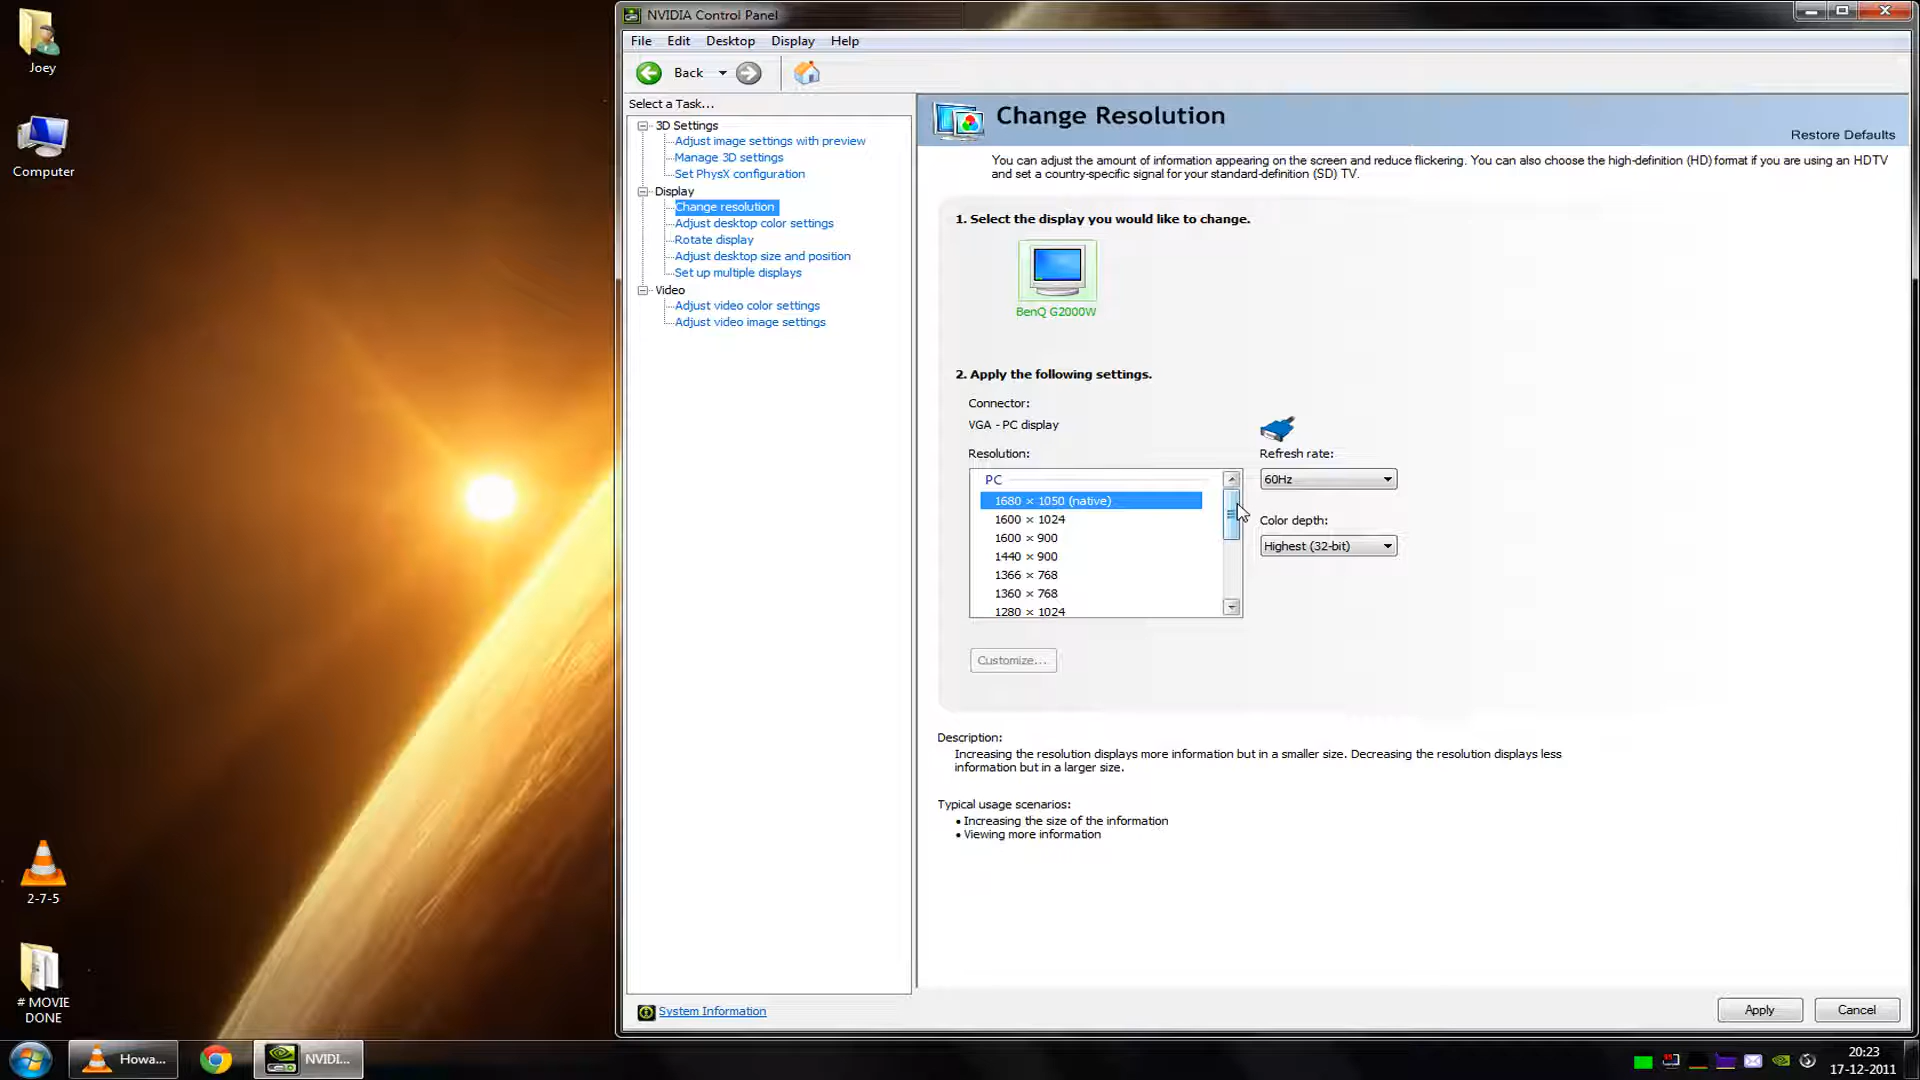 Joey
Computer
2-7-5
# MOVIE
DONE
NVIDIA Control Panel
File Edit Desktop Display Help
Back
Select a Task...
3D Settings
Adjust image settings with preview
Manage 3D settings
Set PhysX configuration
Display
Change resolution
Adjust desktop color settings
Rotate display
Adjust desktop size and position
Set up multiple displays
Video
Adjust video color settings
Adjust video image settings
System Information
Change Resolution
Restore Defaults
You can adjust the amount of information appearing on the screen and reduce flickering. You can also choose the high-definition (HD) format if you are using an HDTV
and set a country-specific signal for your standard-definition (SD) TV.
1. Select the display you would like to change.
BenQ G2000W
2. Apply the following settings.
Connector:
VGA - PC display
Resolution:
PC
1680 × 1050 (native)
1600 × 1024
1600 × 900
1440 × 900
1366 × 768
1360 × 768
1280 × 1024
Refresh rate:
60Hz
Color depth:
Highest (32-bit)
Customize...
Description:
Increasing the resolution displays more information but in a smaller size. Decreasing the resolution displays less
information but in a larger size.
Typical usage scenarios:
• Increasing the size of the information
• Viewing more information
Apply Cancel
Howa... NVIDI...
20:23
17-12-2011